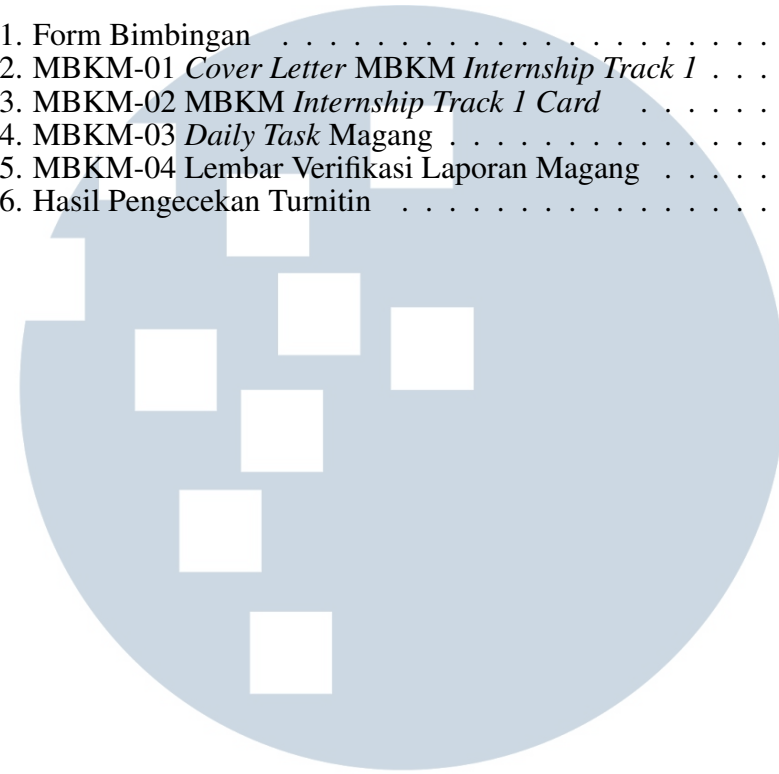 1. Form Bimbingan . . . . . . . . . . . . . . . . . . . . .
2. MBKM-01 Cover Letter MBKM Internship Track 1 . . .
3. MBKM-02 MBKM Internship Track 1 Card . . . . . .
4. MBKM-03 Daily Task Magang . . . . . . . . . . . . . .
5. MBKM-04 Lembar Verifikasi Laporan Magang . . . . .
6. Hasil Pengecekan Turnitin . . . . . . . . . . . . . . . .